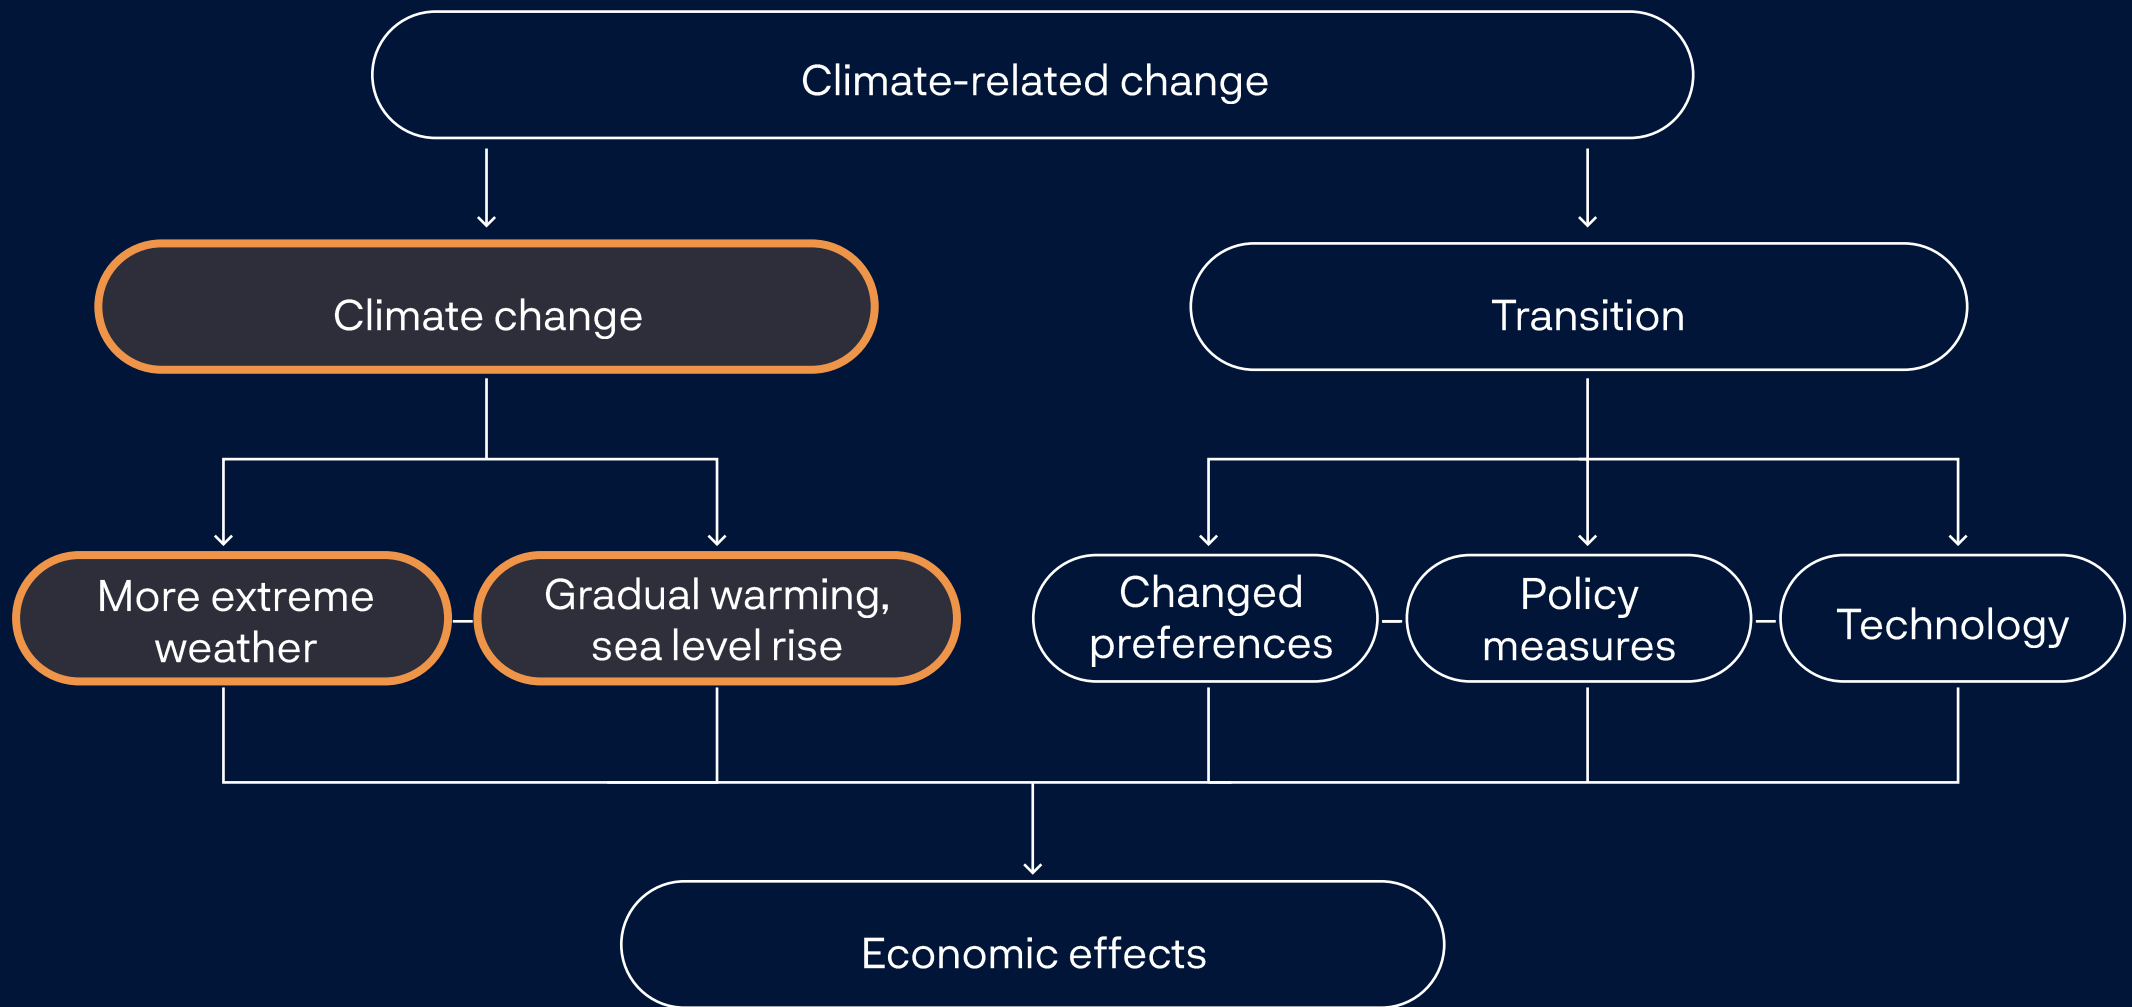 Climate-related change
Climate change
Transition
More extreme
weather
Gradual warming,
sea level rise
Changed
preferences
Policy
measures
Technology
Economic effects